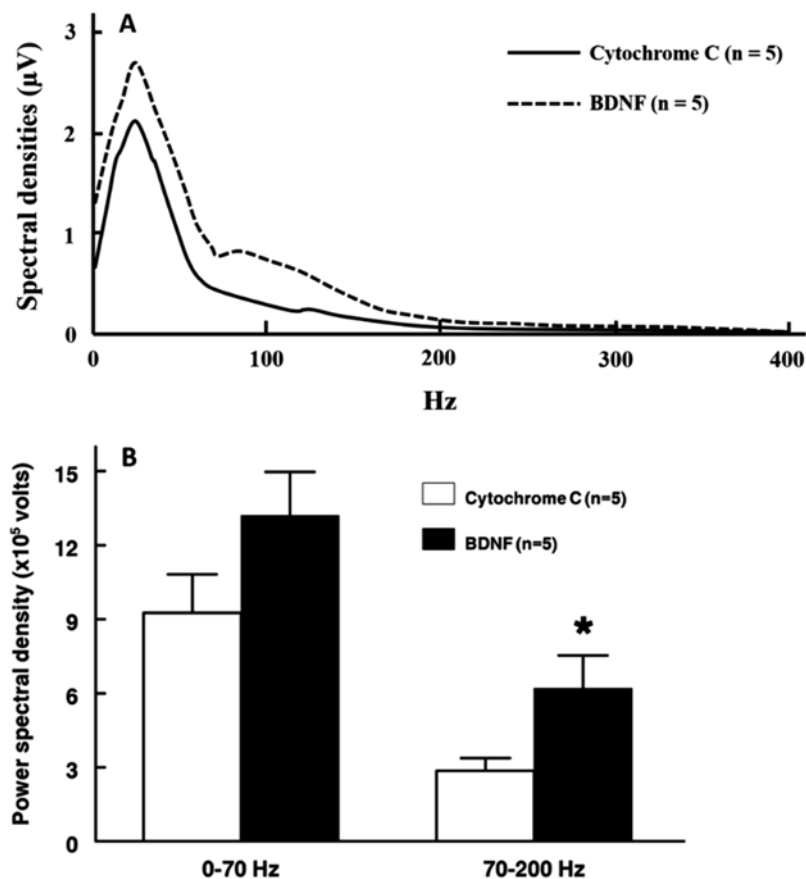 A
Spectral densities (µV)
3
2
1
0
Cytochrome C (n = 5)
BDNF (n = 5)
0 100 200 300 400
Hz
B
Power spectral density (x10⁵ volts)
15
12
9
6
3
0
Cytochrome C (n=5)
BDNF (n=5)
*
0-70 Hz 70-200 Hz